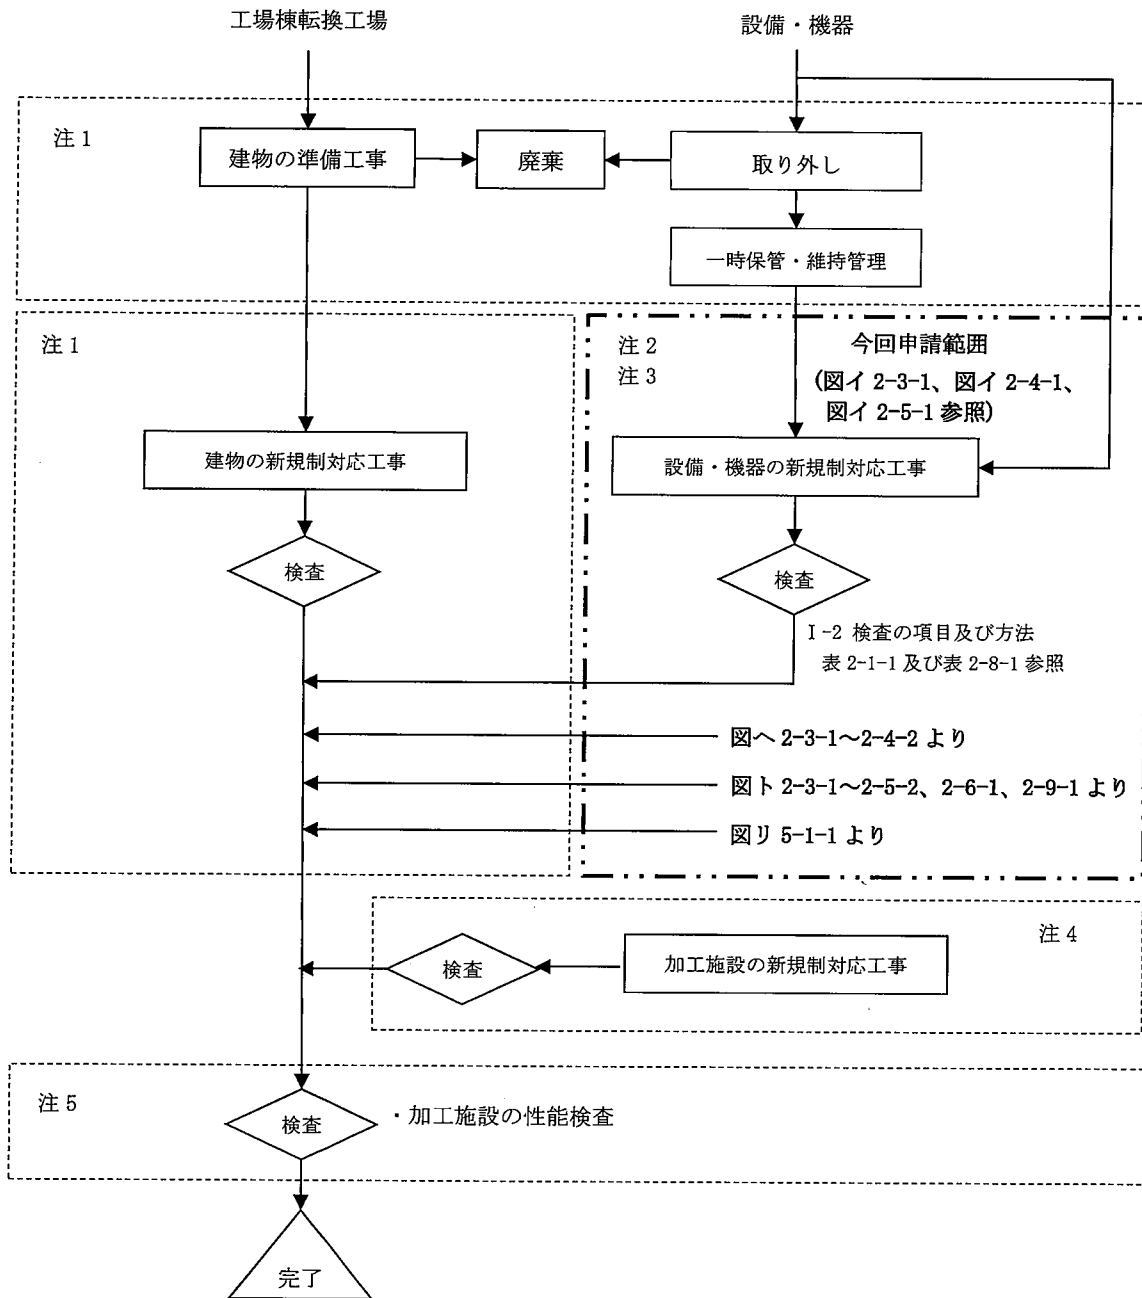 工場棟転換工場
設備・機器
注 1
建物の準備工事
廃棄
取り外し
一時保管・維持管理
注 1
注 2
注 3
今回申請範囲
(図イ 2-3-1、図イ 2-4-1、
図イ 2-5-1 参照)
建物の新規制対応工事
設備・機器の新規制対応工事
検査
検査
Ⅰ-2 検査の項目及び方法
表 2-1-1 及び表 2-8-1 参照
図ヘ 2-3-1～2-4-2 より
図ト 2-3-1～2-5-2、2-6-1、2-9-1 より
図リ 5-1-1 より
注 4
検査
加工施設の新規制対応工事
注 5
検査
・加工施設の性能検査
完了